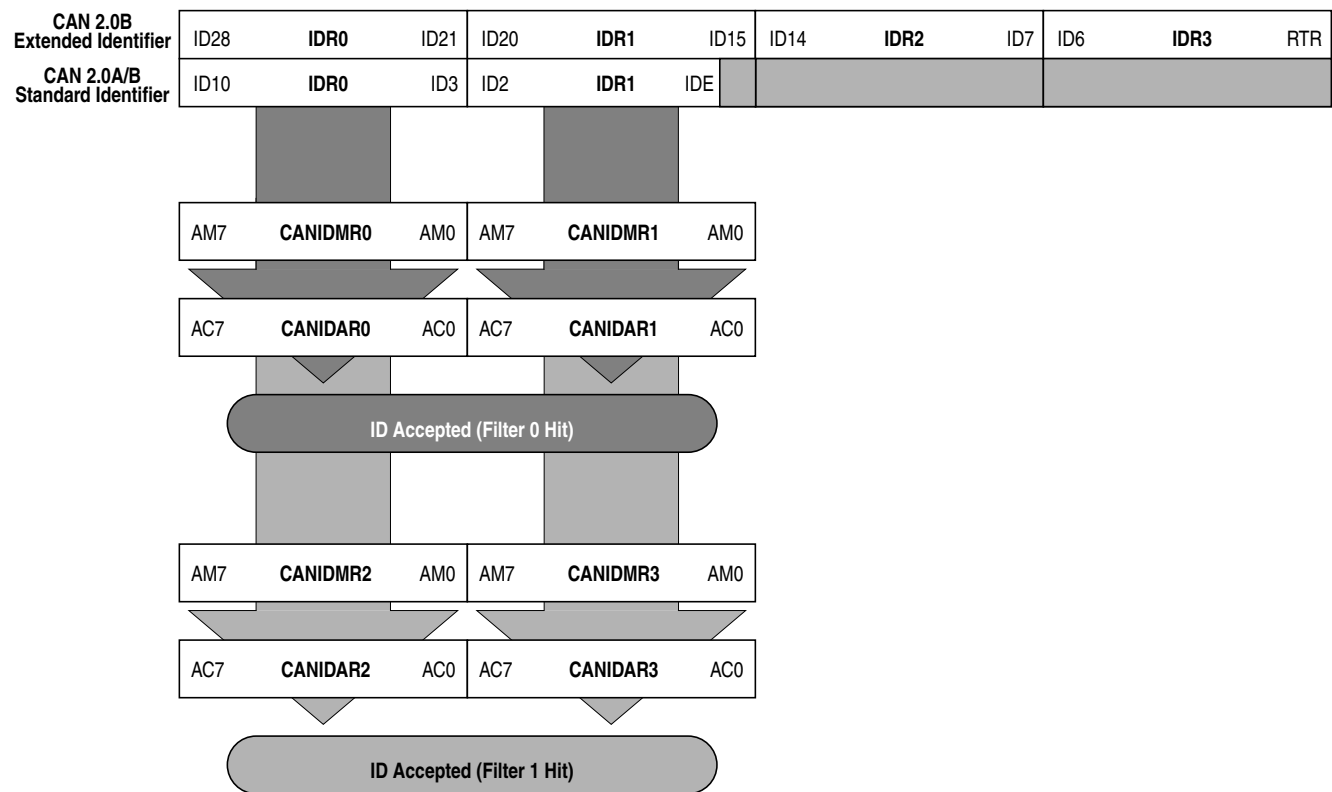 CAN 2.0B
Extended Identifier
ID28 IDR0 ID21 ID20 IDR1 ID15 ID14 IDR2 ID7 ID6 IDR3 RTR
CAN 2.0A/B
Standard Identifier
ID10 IDR0 ID3 ID2 IDR1 IDE
AM7 CANIDMR0 AM0 AM7 CANIDMR1 AM0
AC7 CANIDAR0 AC0 AC7 CANIDAR1 AC0
ID Accepted (Filter 0 Hit)
AM7 CANIDMR2 AM0 AM7 CANIDMR3 AM0
AC7 CANIDAR2 AC0 AC7 CANIDAR3 AC0
ID Accepted (Filter 1 Hit)